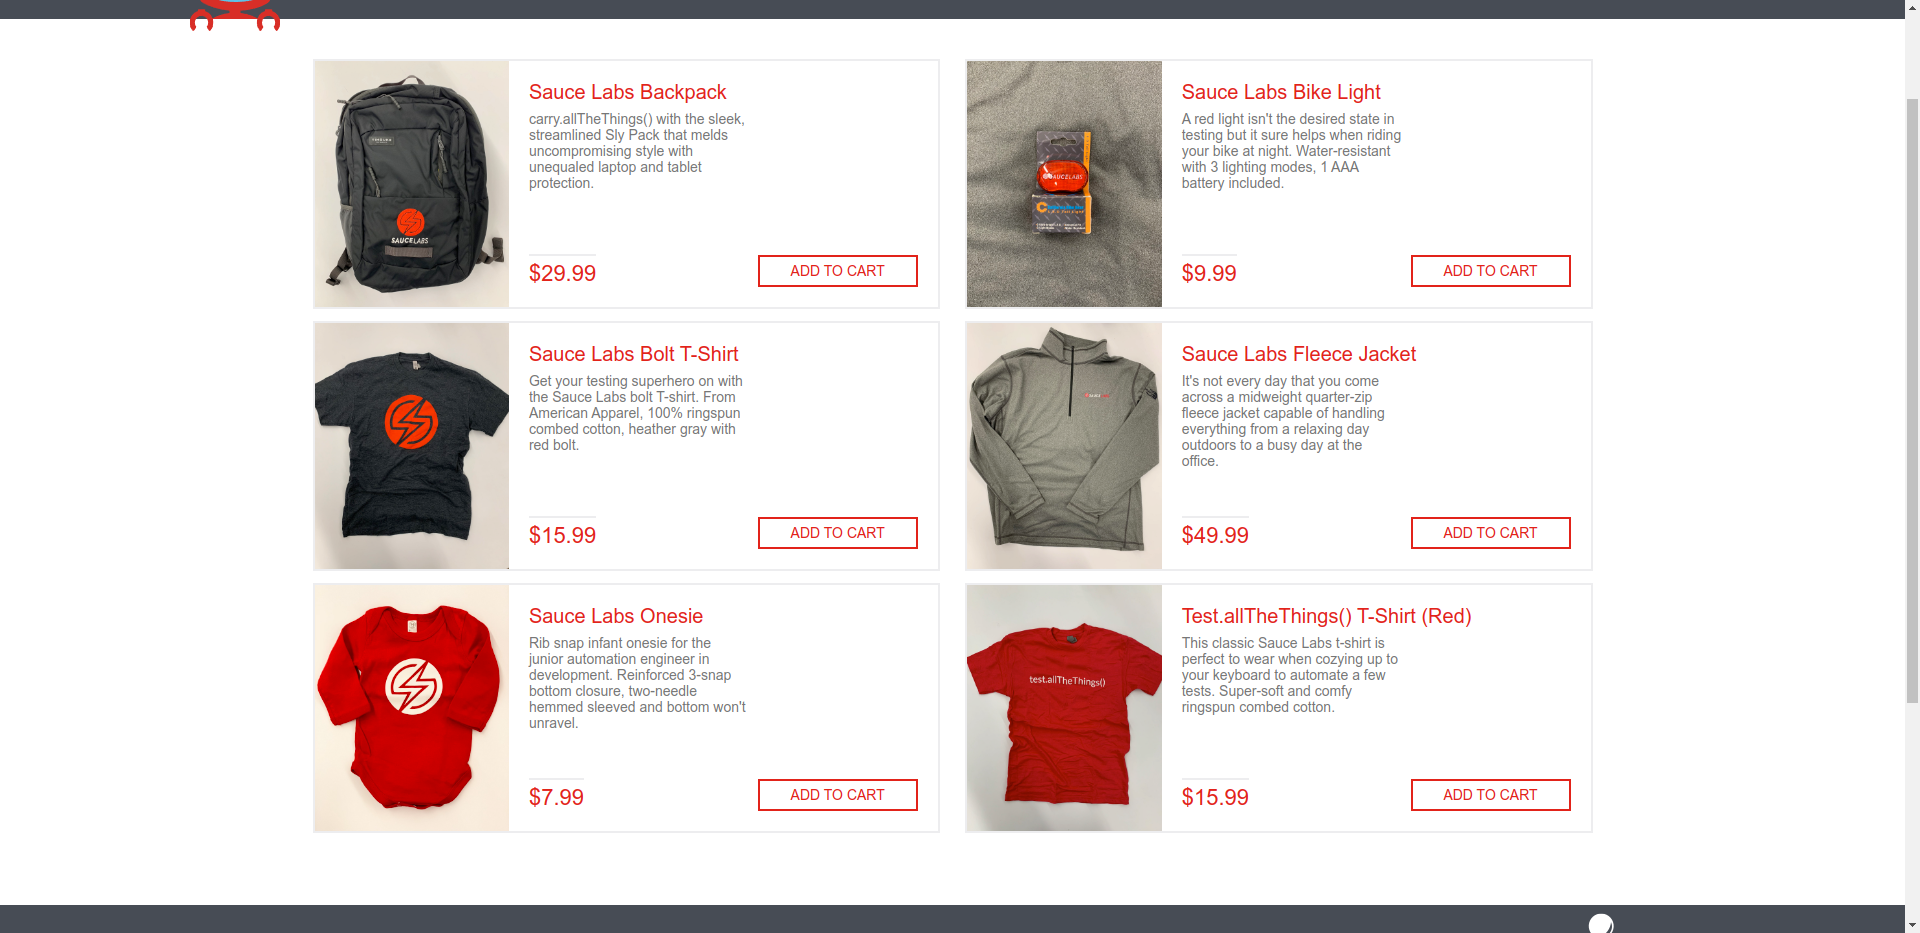 Sauce Labs Backpack
carry.allTheThings() with the sleek,
streamlined Sly Pack that melds
uncompromising style with
unequaled laptop and tablet
protection.
$29.99
ADD TO CART
SAUCELABS
Sauce Labs Bike Light
A red light isn't the desired state in
testing but it sure helps when riding
your bike at night. Water-resistant
with 3 lighting modes, 1 AAA
battery included.
$9.99
ADD TO CART
SAUCELABS
Sauce Labs Bolt T-Shirt
Get your testing superhero on with
the Sauce Labs bolt T-shirt. From
American Apparel, 100% ringspun
combed cotton, heather gray with
red bolt.
$15.99
ADD TO CART
Sauce Labs Fleece Jacket
It's not every day that you come
across a midweight quarter-zip
fleece jacket capable of handling
everything from a relaxing day
outdoors to a busy day at the
office.
$49.99
ADD TO CART
Sauce Labs Onesie
Rib snap infant onesie for the
junior automation engineer in
development. Reinforced 3-snap
bottom closure, two-needle
hemmed sleeved and bottom won't
unravel.
$7.99
ADD TO CART
Test.allTheThings() T-Shirt (Red)
This classic Sauce Labs t-shirt is
perfect to wear when cozying up to
your keyboard to automate a few
tests. Super-soft and comfy
ringspun combed cotton.
$15.99
ADD TO CART
test.allTheThings()